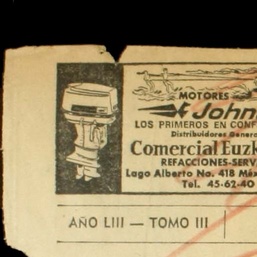 MOTORES
John
LOS PRIMEROS EN CONF
Distribuidores Genera
Comercial Euzk
REFACCIONES-SERV
Lago Alberto No. 418 Méx
Tel. 45-62-40
AÑO LIII — TOMO III